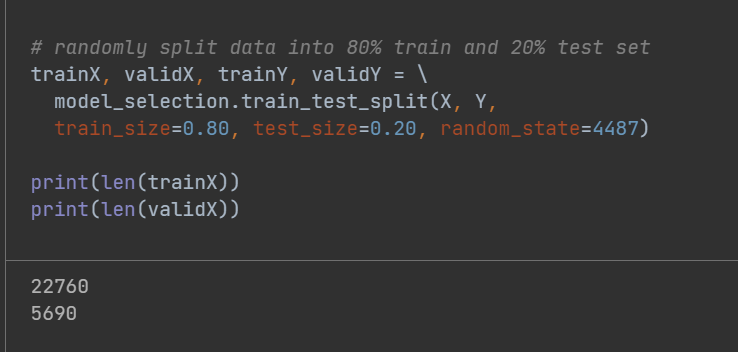 # randomly split data into 80% train and 20% test set
trainX, validX, trainY, validY = \
model_selection.train_test_split(X, Y,
train_size=0.80, test_size=0.20, random_state=4487)
print(len(trainX))
print(len(validX))
22760
5690